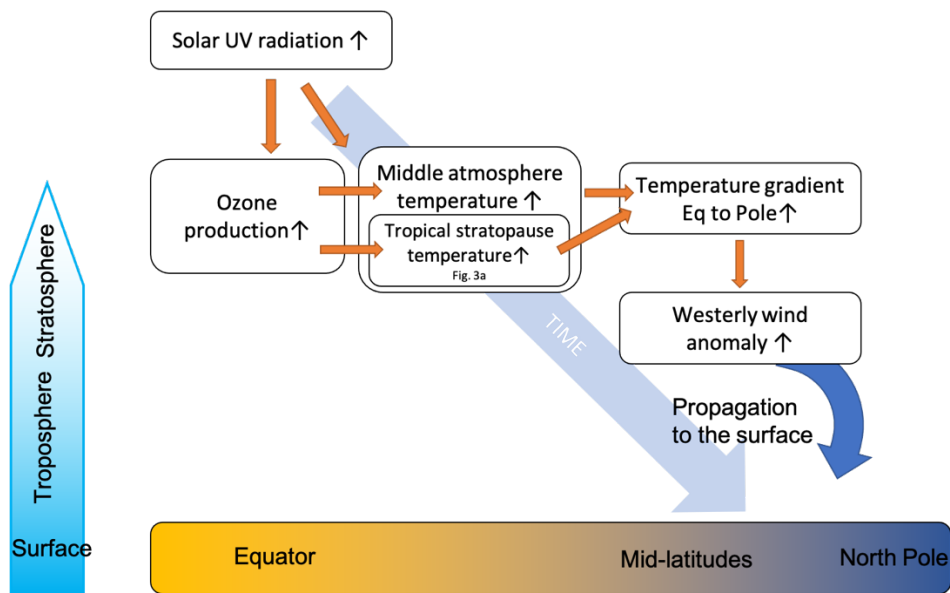 Solar UV radiation ↑
Ozone
production↑
Middle atmosphere
temperature ↑
Tropical stratopause
temperature↑
Fig. 3a
Temperature gradient
Eq to Pole↑
Westerly wind
anomaly ↑
TIME
Propagation
to the surface
Stratosphere
Troposphere
Surface
Equator
Mid-latitudes
North Pole